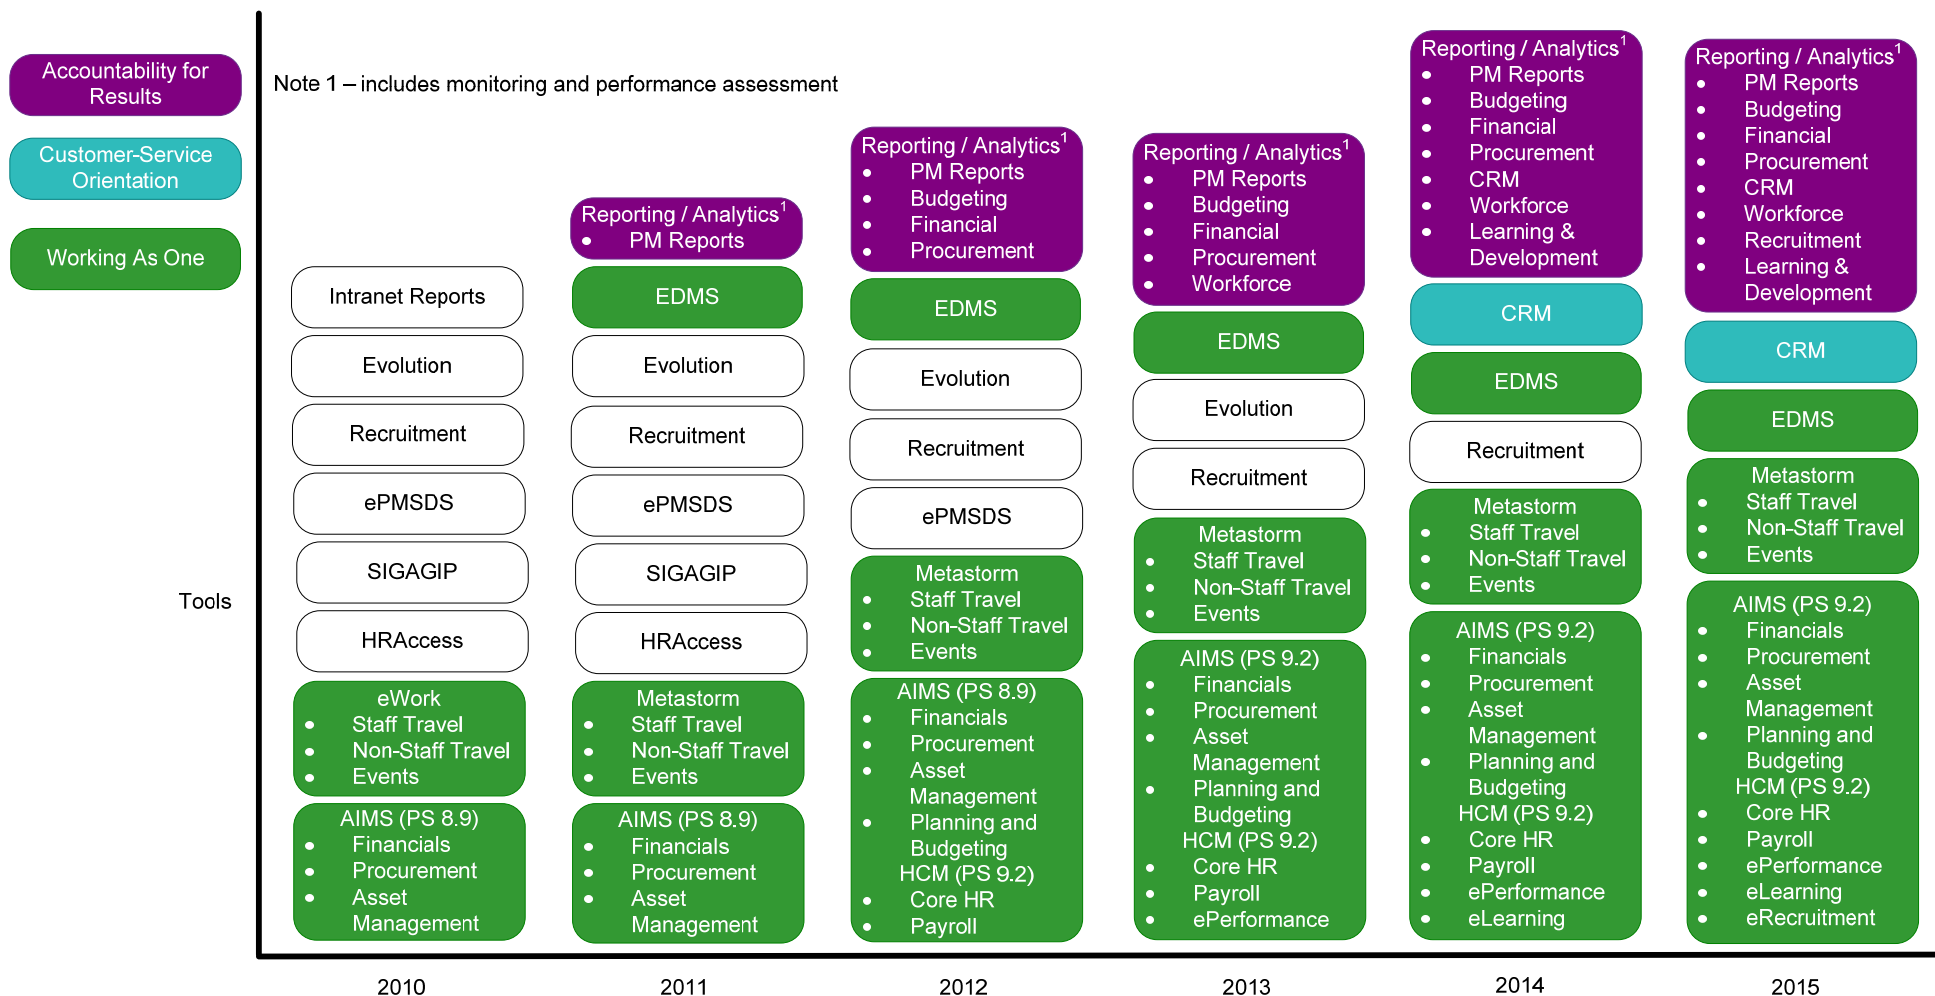 Accountability for
Results
Customer-Service
Orientation
Working As One
Note 1 – includes monitoring and performance assessment
Tools
Intranet Reports
Evolution
Recruitment
ePMSDS
SIGAGIP
HRAccess
eWork
• Staff Travel
• Non-Staff Travel
• Events
AIMS (PS 8.9)
• Financials
• Procurement
• Asset
Management
2010
Reporting / Analytics1
• PM Reports
EDMS
Evolution
Recruitment
ePMSDS
SIGAGIP
HRAccess
Metastorm
• Staff Travel
• Non-Staff Travel
• Events
AIMS (PS 8.9)
• Financials
• Procurement
• Asset
Management
2011
Reporting / Analytics1
• PM Reports
• Budgeting
• Financial
• Procurement
EDMS
Evolution
Recruitment
ePMSDS
Metastorm
• Staff Travel
• Non-Staff Travel
• Events
AIMS (PS 8.9)
• Financials
• Procurement
• Asset
Management
• Planning and
Budgeting
HCM (PS 9.2)
• Core HR
• Payroll
2012
Reporting / Analytics1
• PM Reports
• Budgeting
• Financial
• Procurement
• Workforce
EDMS
Evolution
Recruitment
Metastorm
• Staff Travel
• Non-Staff Travel
• Events
AIMS (PS 9.2)
• Financials
• Procurement
• Asset
Management
• Planning and
Budgeting
HCM (PS 9.2)
• Core HR
• Payroll
• ePerformance
2013
Reporting / Analytics1
• PM Reports
• Budgeting
• Financial
• Procurement
• CRM
• Workforce
• Learning &
Development
CRM
EDMS
Recruitment
Metastorm
• Staff Travel
• Non-Staff Travel
• Events
AIMS (PS 9.2)
• Financials
• Procurement
• Asset
Management
• Planning and
Budgeting
HCM (PS 9.2)
• Core HR
• Payroll
• ePerformance
• eLearning
2014
Reporting / Analytics1
• PM Reports
• Budgeting
• Financial
• Procurement
• CRM
• Workforce
• Recruitment
• Learning &
Development
CRM
EDMS
Metastorm
• Staff Travel
• Non-Staff Travel
• Events
AIMS (PS 9.2)
• Financials
• Procurement
• Asset
Management
• Planning and
Budgeting
HCM (PS 9.2)
• Core HR
• Payroll
• ePerformance
• eLearning
• eRecruitment
2015